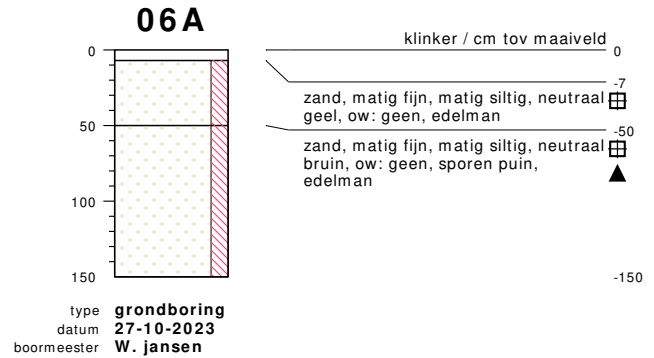 06A
klinker / cm tov maaiveld
0
0
-7
zand, matig fijn, matig siltig, neutraal
geel, ow: geen, edelman
50
-50
zand, matig fijn, matig siltig, neutraal
bruin, ow: geen, sporen puin,
edelman
100
150
-150
type grondboring
datum 27-10-2023
boormeester W. jansen